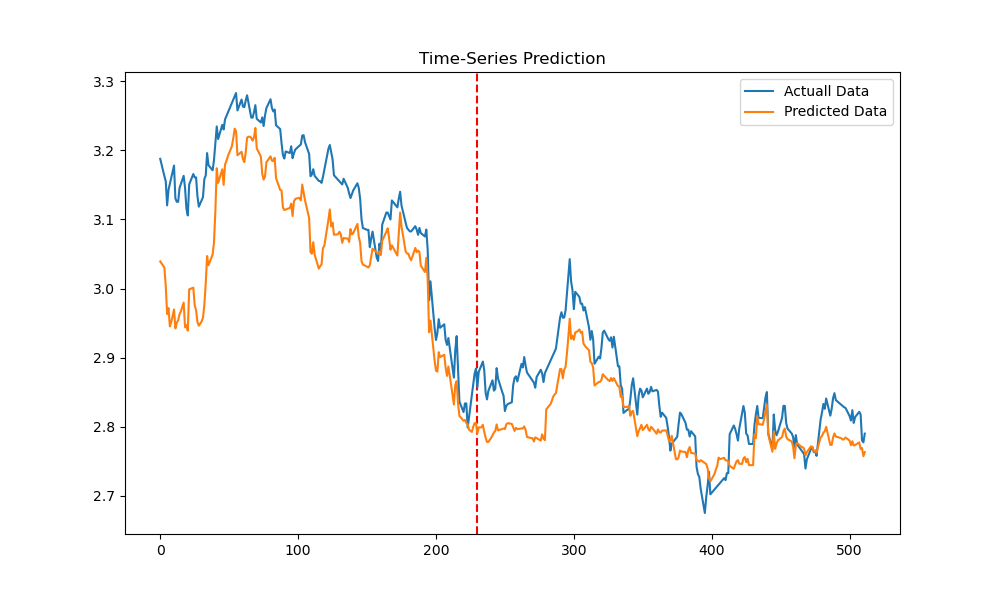 Time-Series Prediction
Actuall Data
Predicted Data
3.3
3.2
3.1
3.0
2.9
2.8
2.7
0 100 200 300 400 500